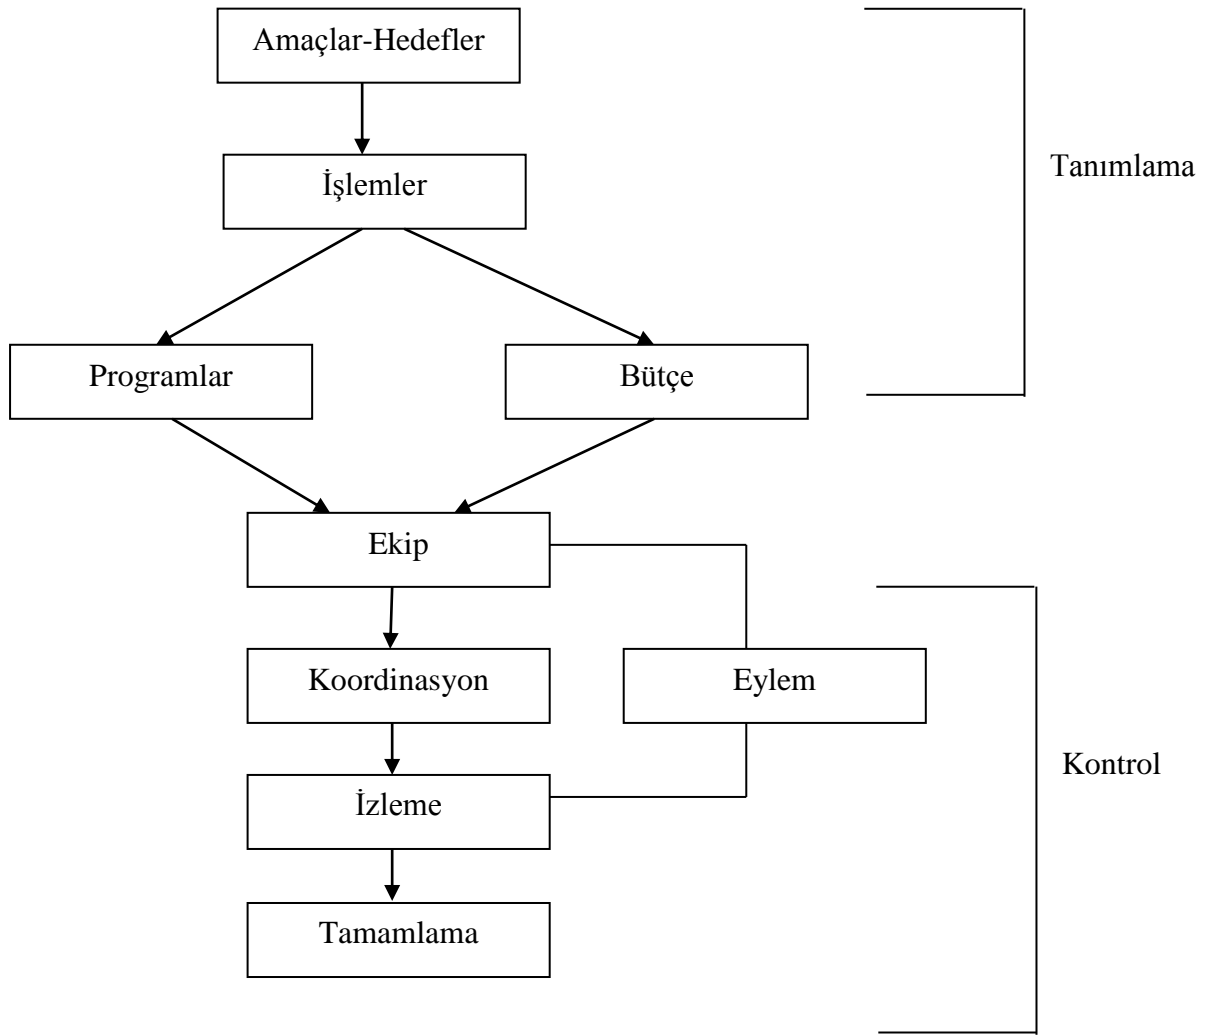 Amaçlar-Hedefler
İşlemler
Tanımlama
Programlar
Bütçe
Ekip
Koordinasyon
Eylem
Kontrol
İzleme
Tamamlama